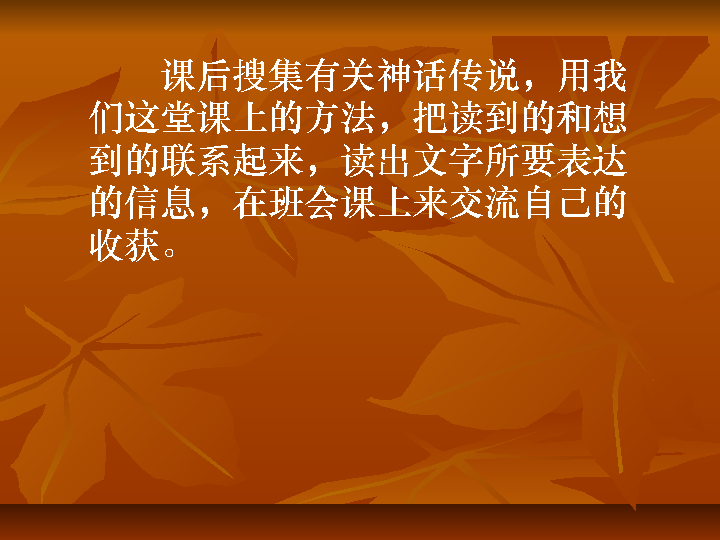 课后搜集有关神话传说，用我
们这堂课上的方法，把读到的和想
到的联系起来，读出文字所要表达
的信息，在班会课上来交流自己的
收获。